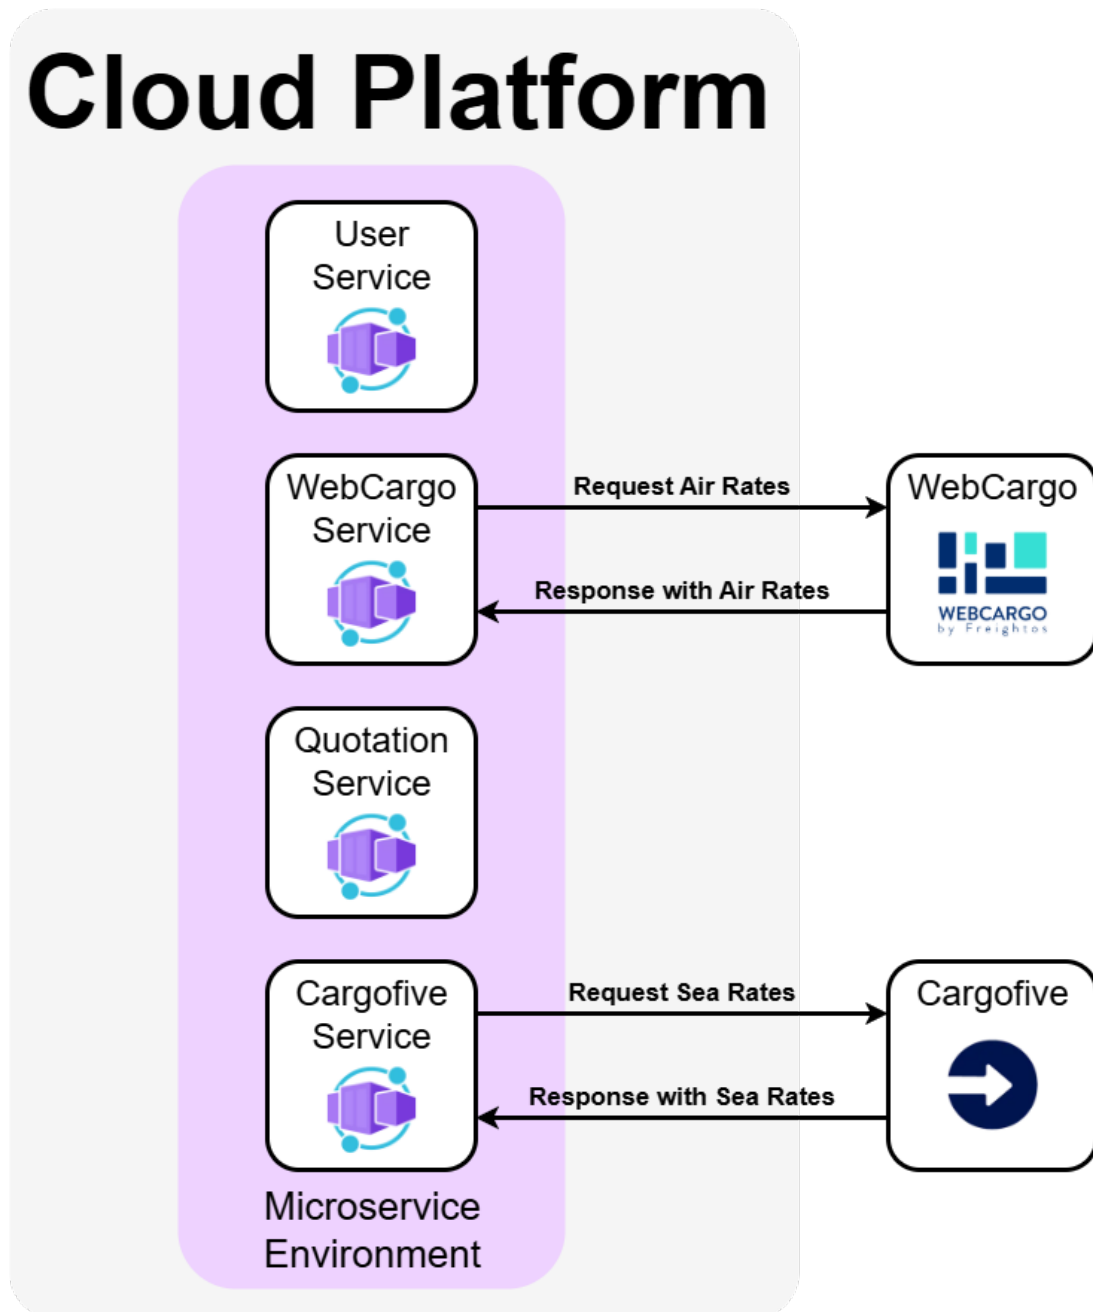 Cloud Platform
User
Service
WebCargo
Service
Request Air Rates
Response with Air Rates
WebCargo
WEBCARGO
by Freightos
Quotation
Service
Cargofive
Service
Request Sea Rates
Response with Sea Rates
Cargofive
Microservice
Environment